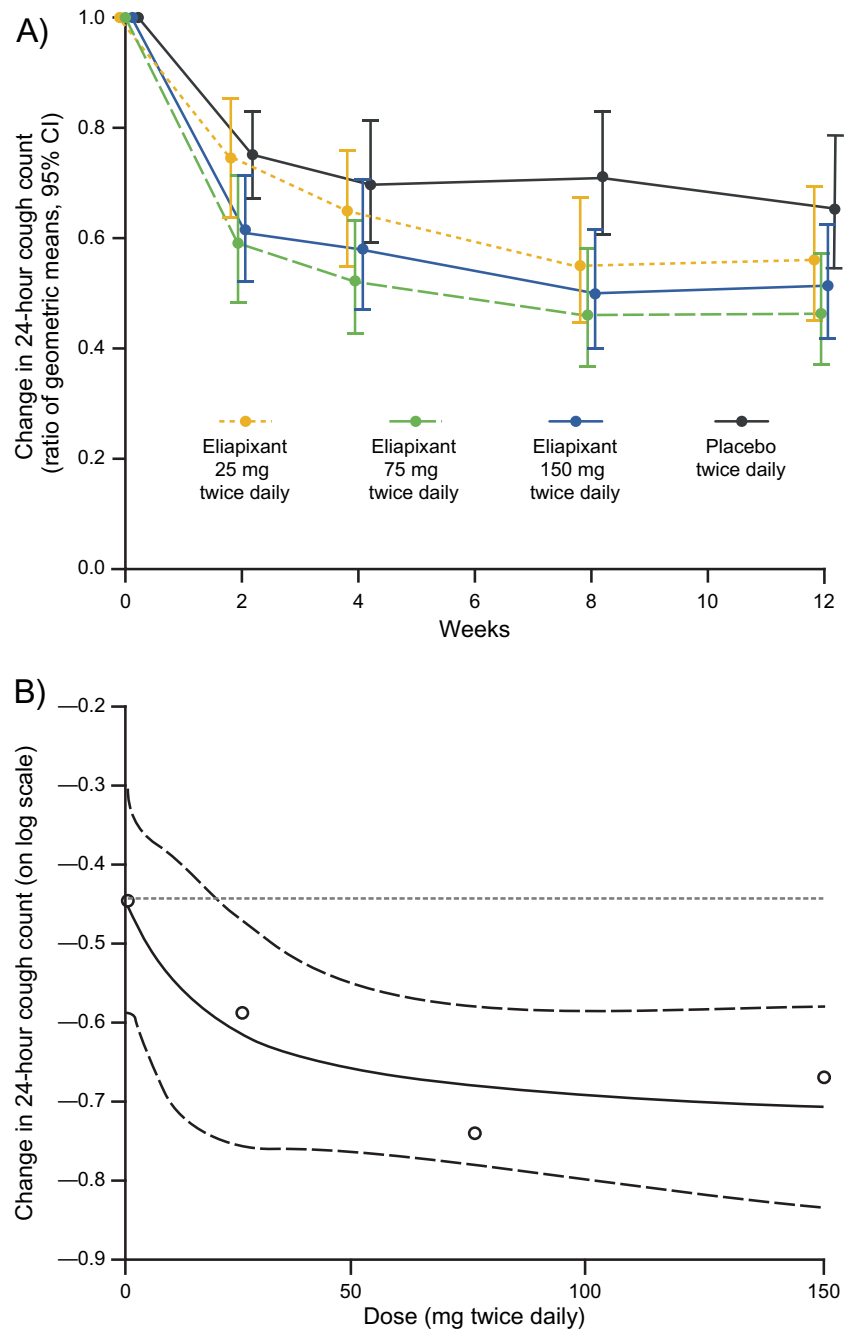 A)
Change in 24-hour cough count
(ratio of geometric means, 95% CI)
1.0
0.8
0.6
0.4
0.2
0.0
Eliapixant
25 mg
twice daily
Eliapixant
75 mg
twice daily
Eliapixant
150 mg
twice daily
Placebo
twice daily
0 2 4 6 8 10 12
Weeks
B)
Change in 24-hour cough count (on log scale)
—0.2
—0.3
—0.4
—0.5
—0.6
—0.7
—0.8
—0.9
0 50 100 150
Dose (mg twice daily)